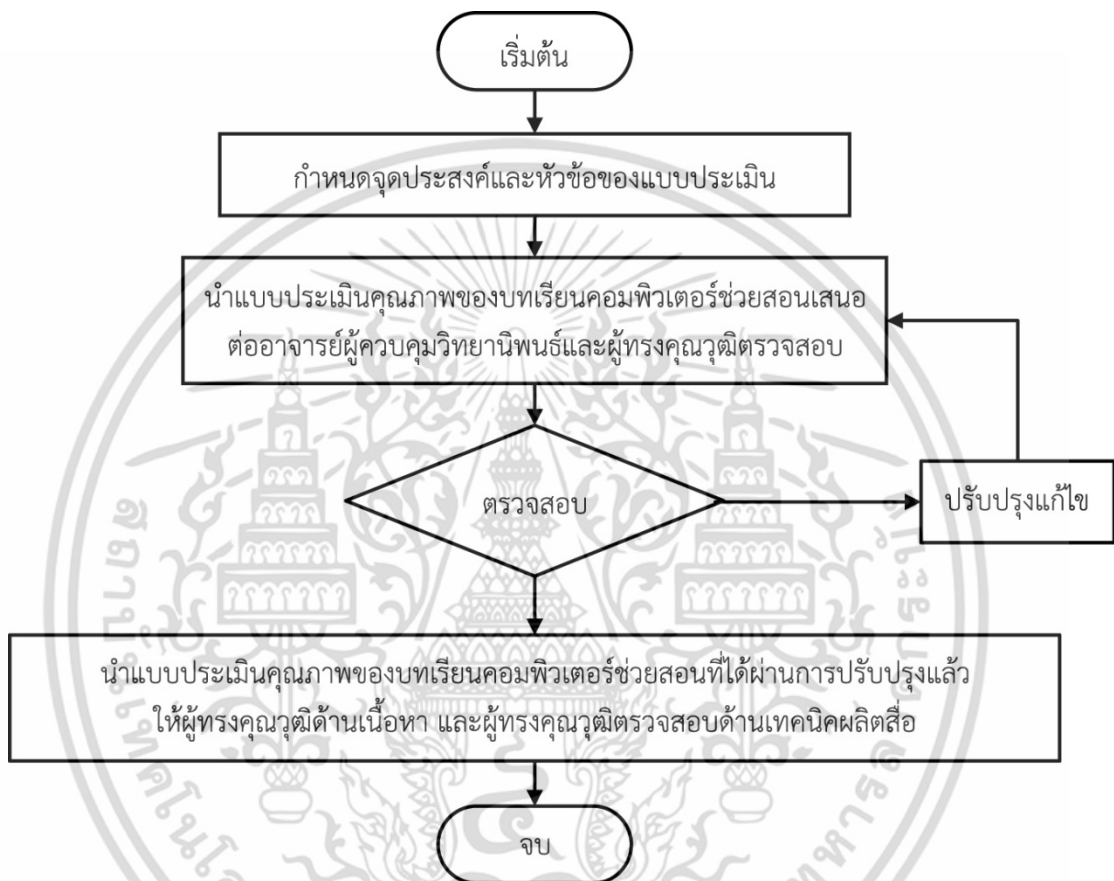 เริ่มต้น
กำหนดจุดประสงค์และหัวข้อของแบบประเมิน
นำแบบประเมินคุณภาพของบทเรียนคอมพิวเตอร์ช่วยสอนเสนอ
ต่ออาจารย์ผู้ควบคุมวิทยานิพนธ์และผู้ทรงคุณวุฒิตรวจสอบ
ตรวจสอบ
ปรับปรุงแก้ไข
นำแบบประเมินคุณภาพของบทเรียนคอมพิวเตอร์ช่วยสอนที่ได้ผ่านการปรับปรุงแล้ว
ให้ผู้ทรงคุณวุฒิด้านเนื้อหา และผู้ทรงคุณวุฒิตรวจสอบด้านเทคนิคผลิตสื่อ
จบ